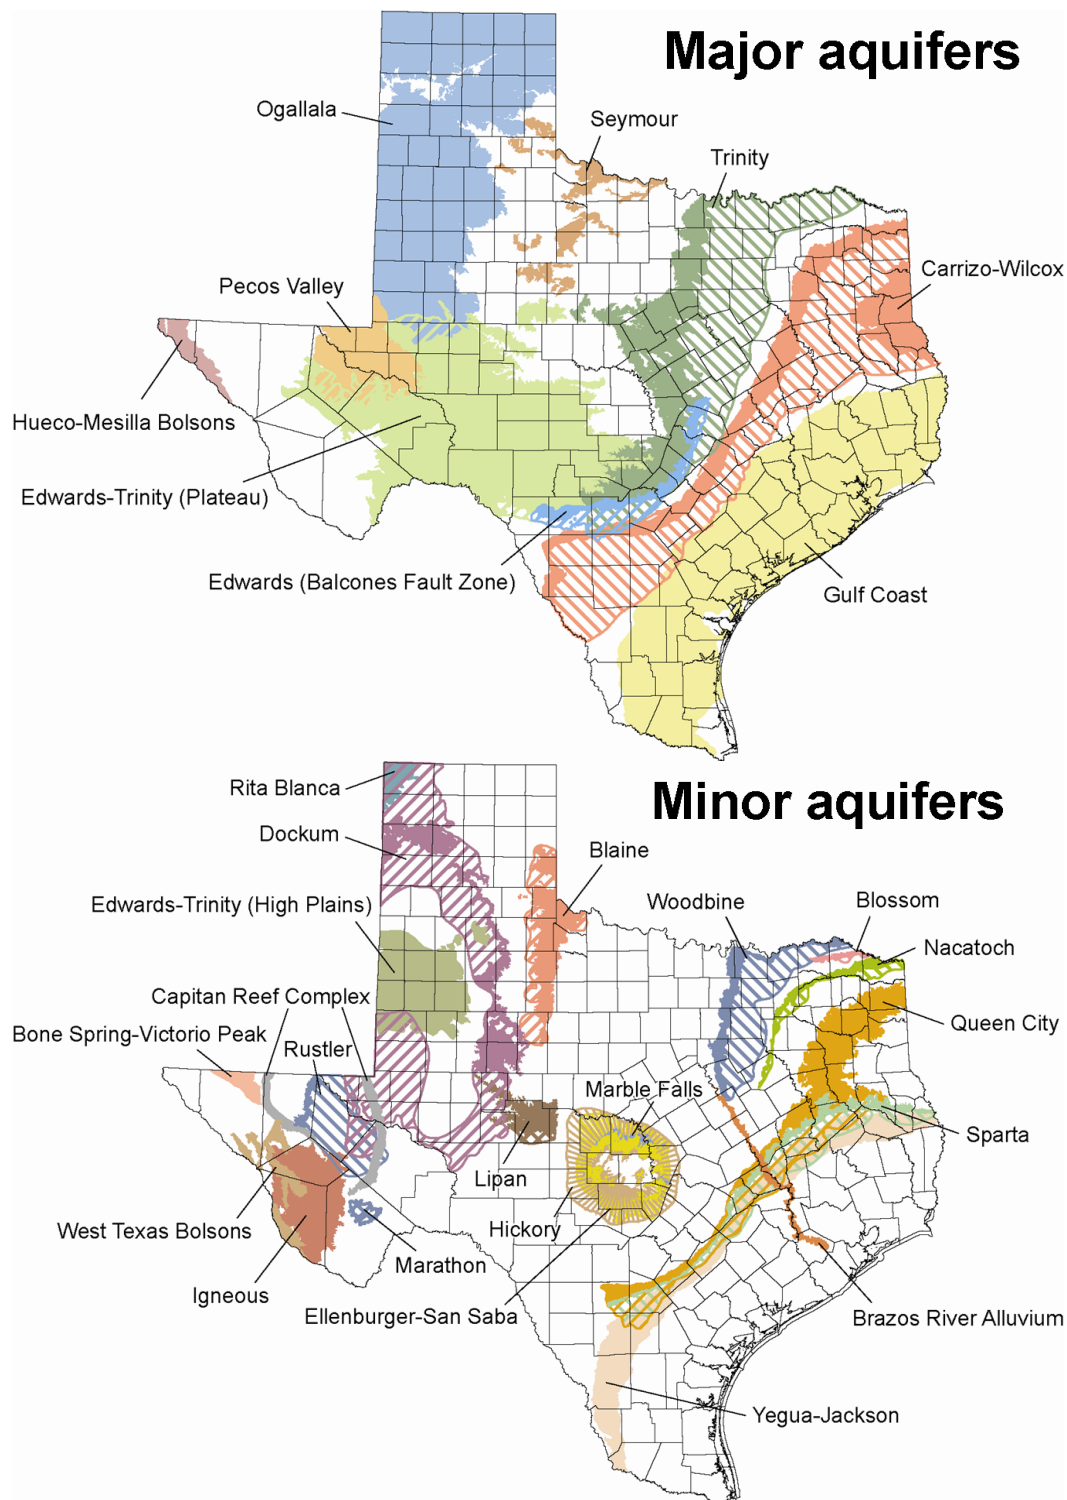 Major aquifers
Ogallala
Seymour
Trinity
Carrizo-Wilcox
Pecos Valley
Hueco-Mesilla Bolsons
Edwards-Trinity (Plateau)
Edwards (Balcones Fault Zone)
Gulf Coast
Minor aquifers
Rita Blanca
Dockum
Blaine
Edwards-Trinity (High Plains)
Woodbine
Blossom
Nacatoch
Capitan Reef Complex
Queen City
Bone Spring-Victorio Peak
Rustler
Marble Falls
Sparta
Lipan
West Texas Bolsons
Hickory
Marathon
Igneous
Ellenburger-San Saba
Brazos River Alluvium
Yegua-Jackson